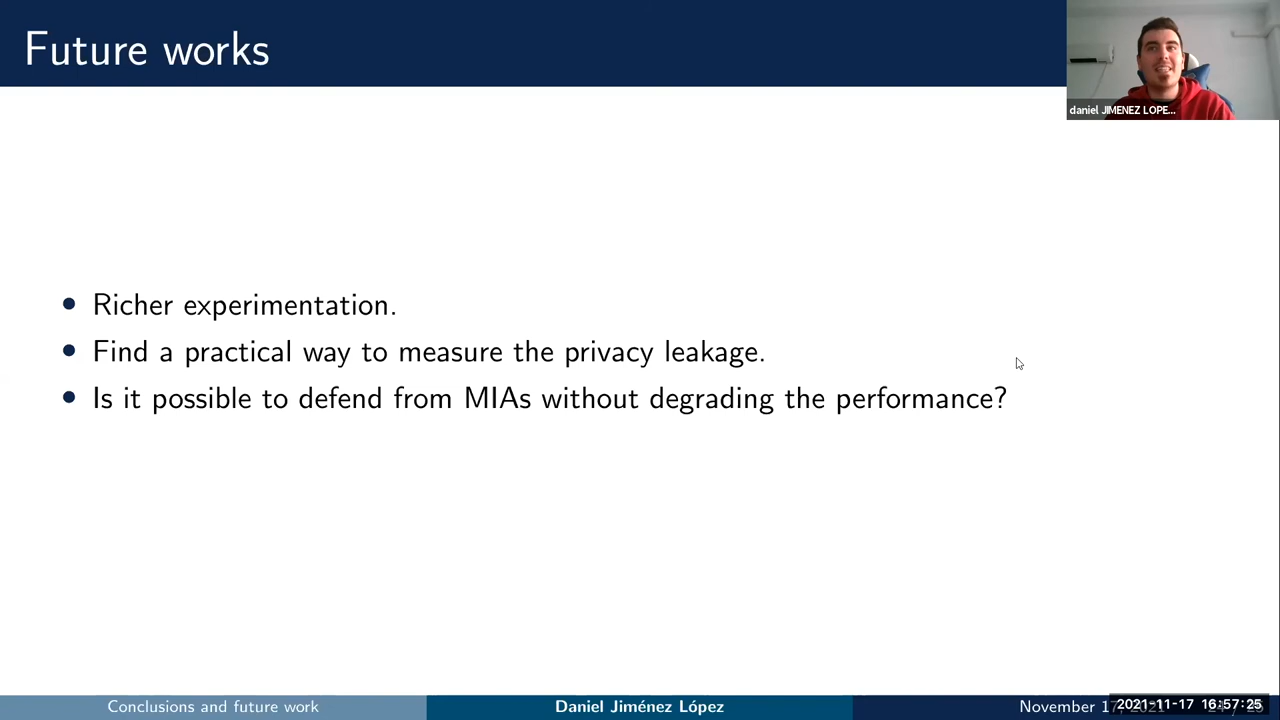 Future works
daniel JIMENEZ LOPE...
• Richer experimentation.
• Find a practical way to measure the privacy leakage.
• Is it possible to defend from MIAs without degrading the performance?
Conclusions and future work
Daniel Jiménez López
November 17, 2021
2021-11-17 16:57:25